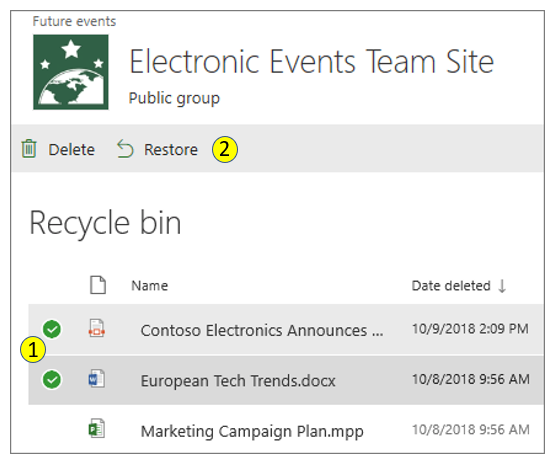 Future events
Electronic Events Team Site
Public group
Delete Restore 2
Recycle bin
Name Date deleted ↓
Contoso Electronics Announces ... 10/9/2018 2:09 PM
1
European Tech Trends.docx 10/8/2018 9:56 AM
Marketing Campaign Plan.mpp 10/8/2018 9:56 AM